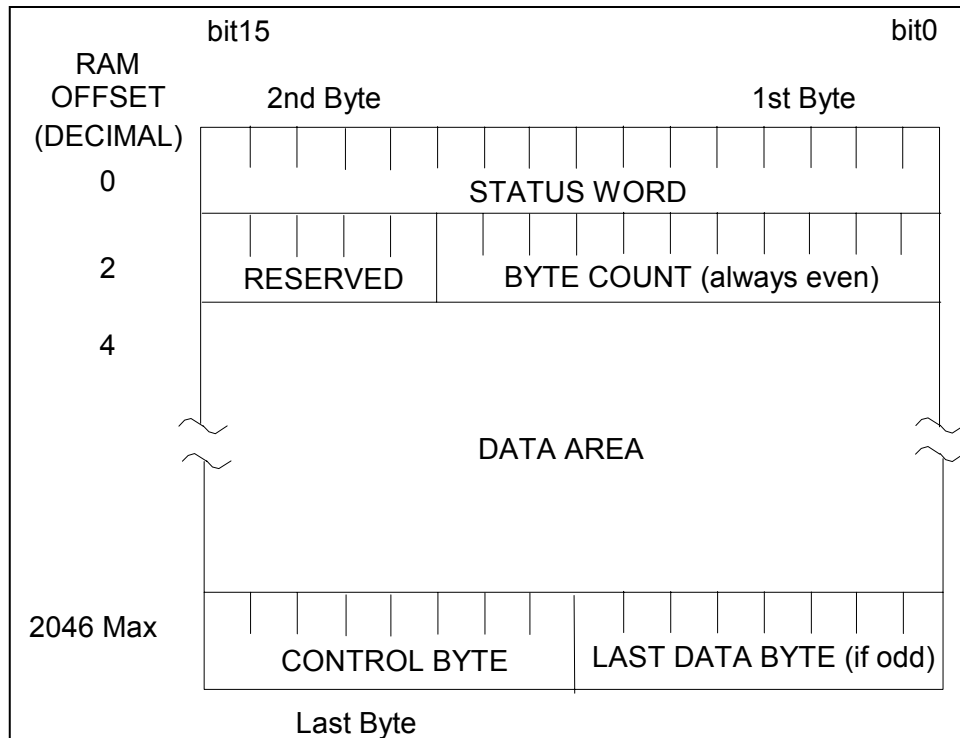 bit15 bit0
RAM
OFFSET
(DECIMAL)
2nd Byte 1st Byte
0
STATUS WORD
2
RESERVED BYTE COUNT (always even)
4
DATA AREA
2046 Max
CONTROL BYTE LAST DATA BYTE (if odd)
Last Byte